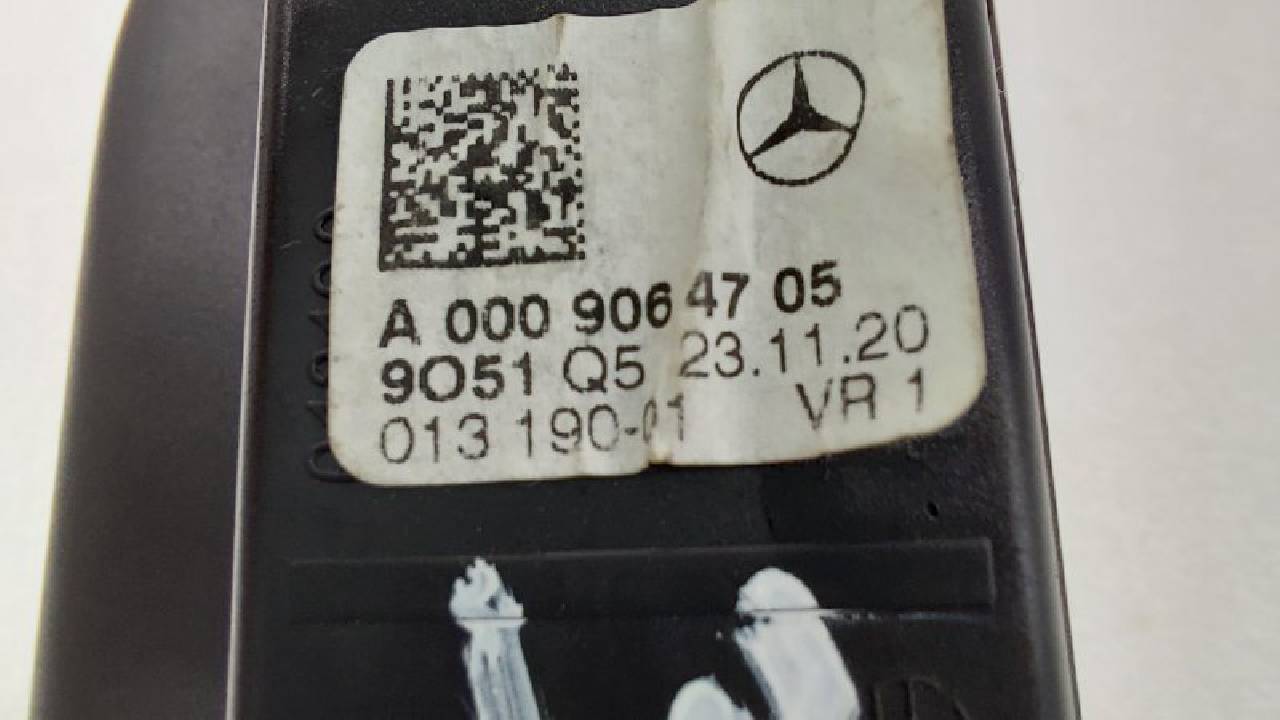 A 000 906 47 05
9O51 Q5 23.11.20
013 190-01 VR 1